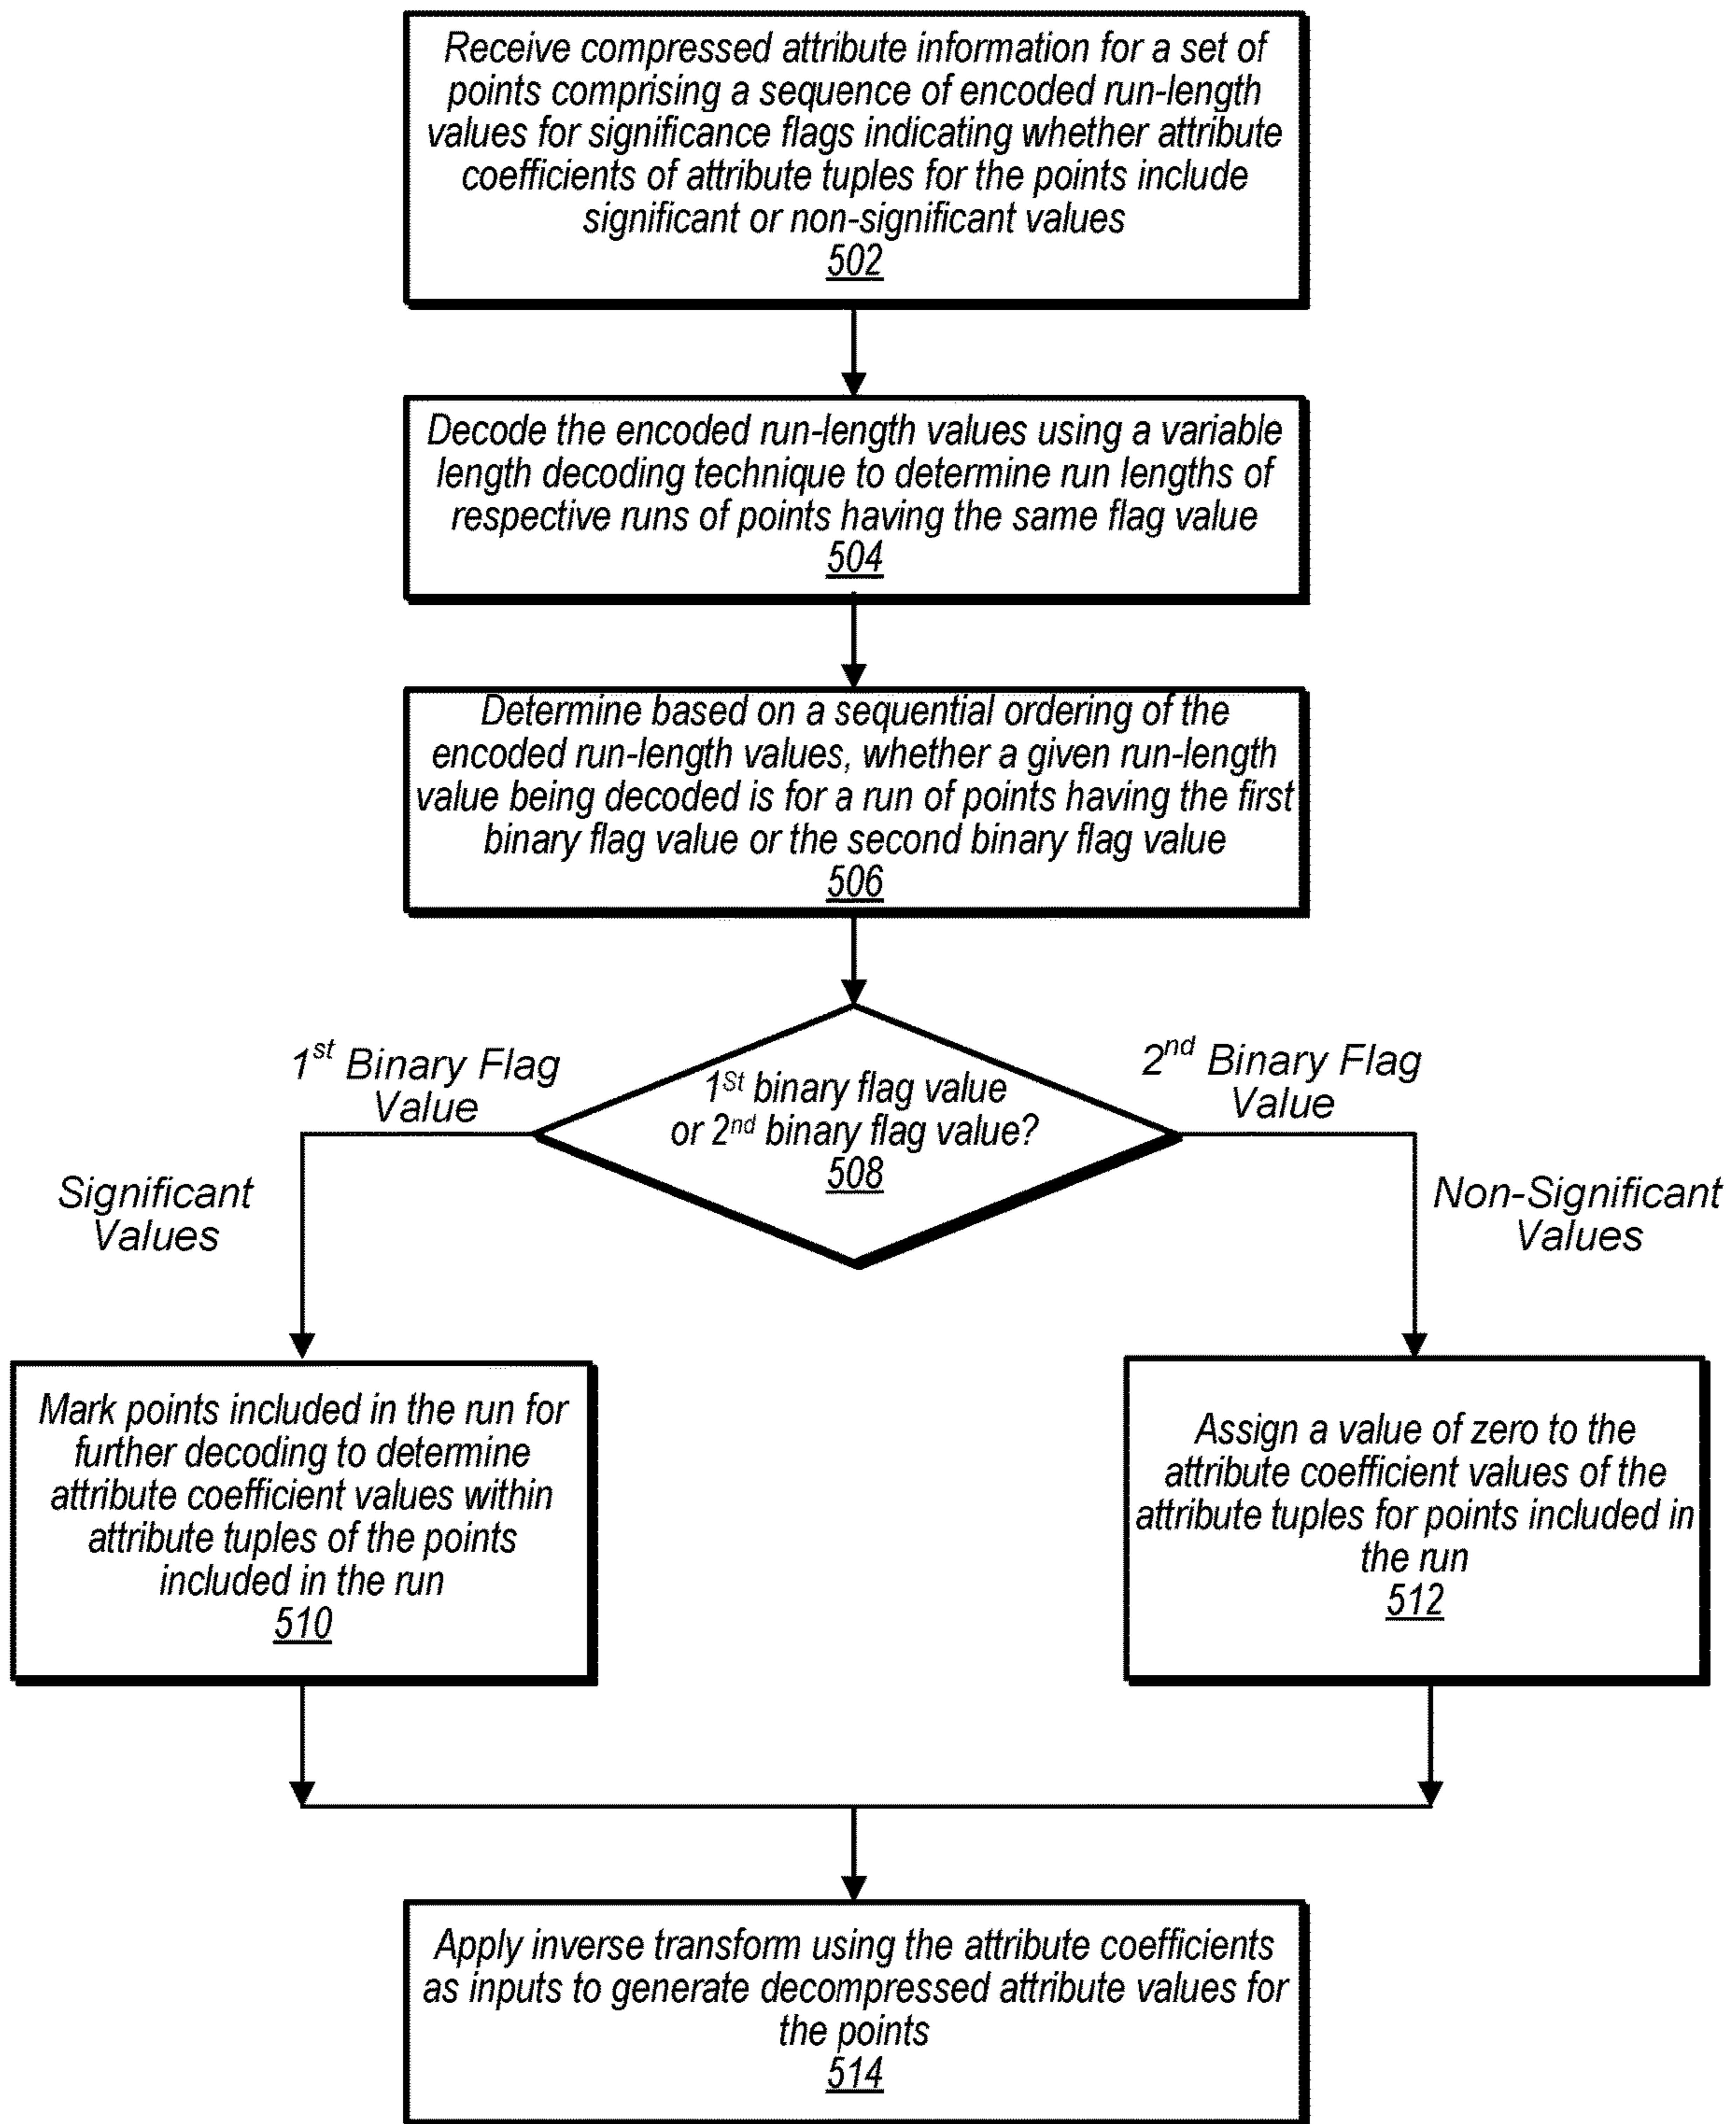 Receive compressed attribute information for a set of
points comprising a sequence of encoded run-length
values for significance flags indicating whether attribute
coefficients of attribute tuples for the points include
significant or non-significant values
502
Decode the encoded run-length values using a variable
length decoding technique to determine run lengths of
respective runs of points having the same flag value
504
Determine based on a sequential ordering of the
encoded run-length values, whether a given run-length
value being decoded is for a run of points having the first
binary flag value or the second binary flag value
506
1st Binary Flag
Value
1St binary flag value
or 2nd binary flag value?
508
2nd Binary Flag
Value
Significant
Values
Non-Significant
Values
Mark points included in the run for
further decoding to determine
attribute coefficient values within
attribute tuples of the points
included in the run
510
Assign a value of zero to the
attribute coefficient values of the
attribute tuples for points included in
the run
512
Apply inverse transform using the attribute coefficients
as inputs to generate decompressed attribute values for
the points
514